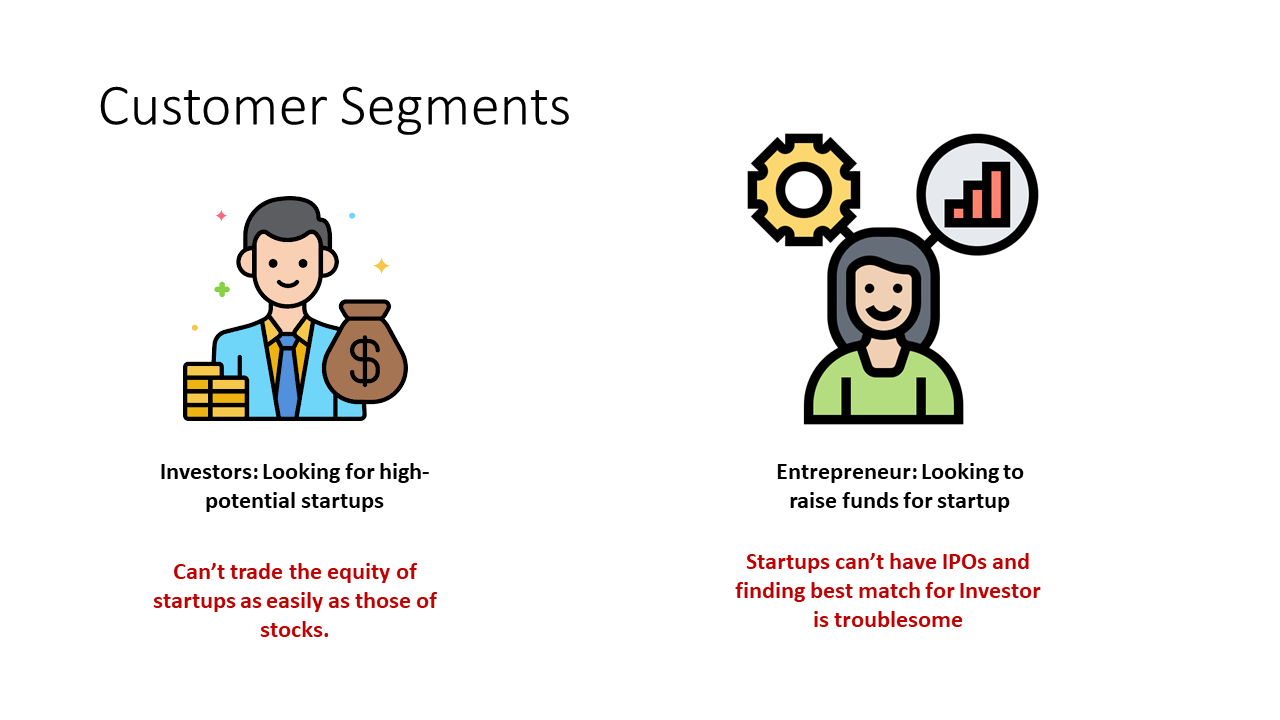 Customer Segments
$
Investors: Looking for high-
potential startups
Can’t trade the equity of
startups as easily as those of
stocks.
Entrepreneur: Looking to
raise funds for startup
Startups can’t have IPOs and
finding best match for Investor
is troublesome